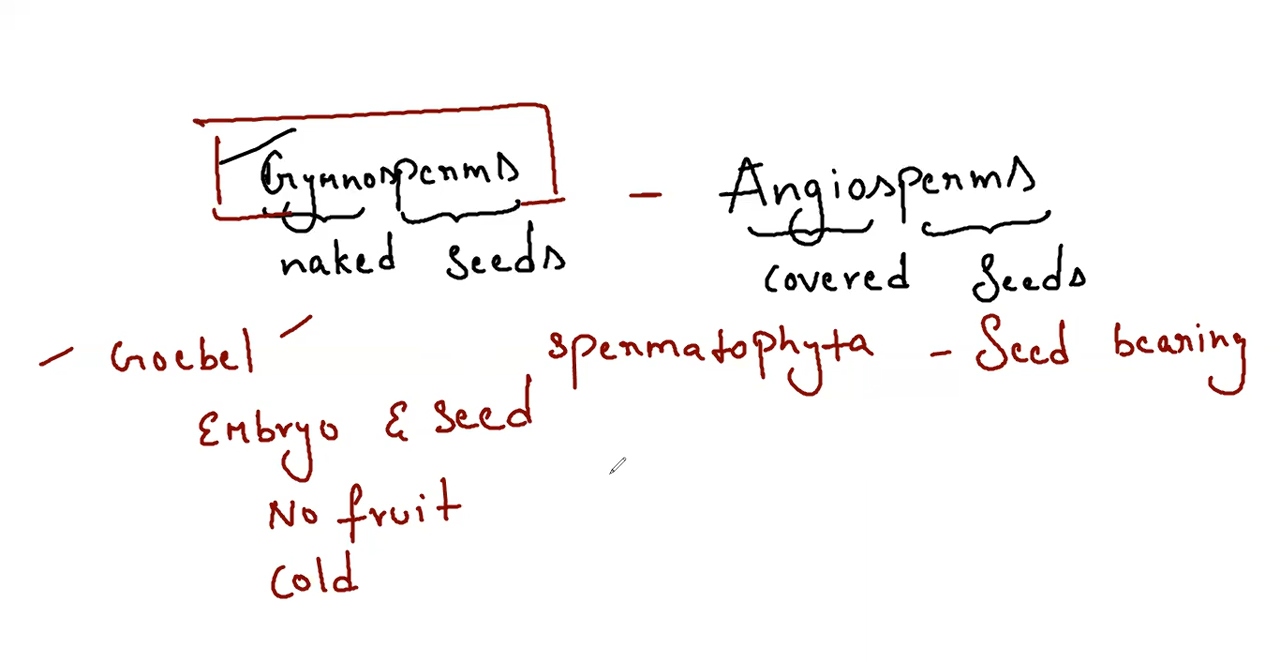 Gymnosperms - Angiosperms
naked seeds covered seeds
Goebel spermatophyta - Seed bearing
Embryo & seed
No fruit
Cold